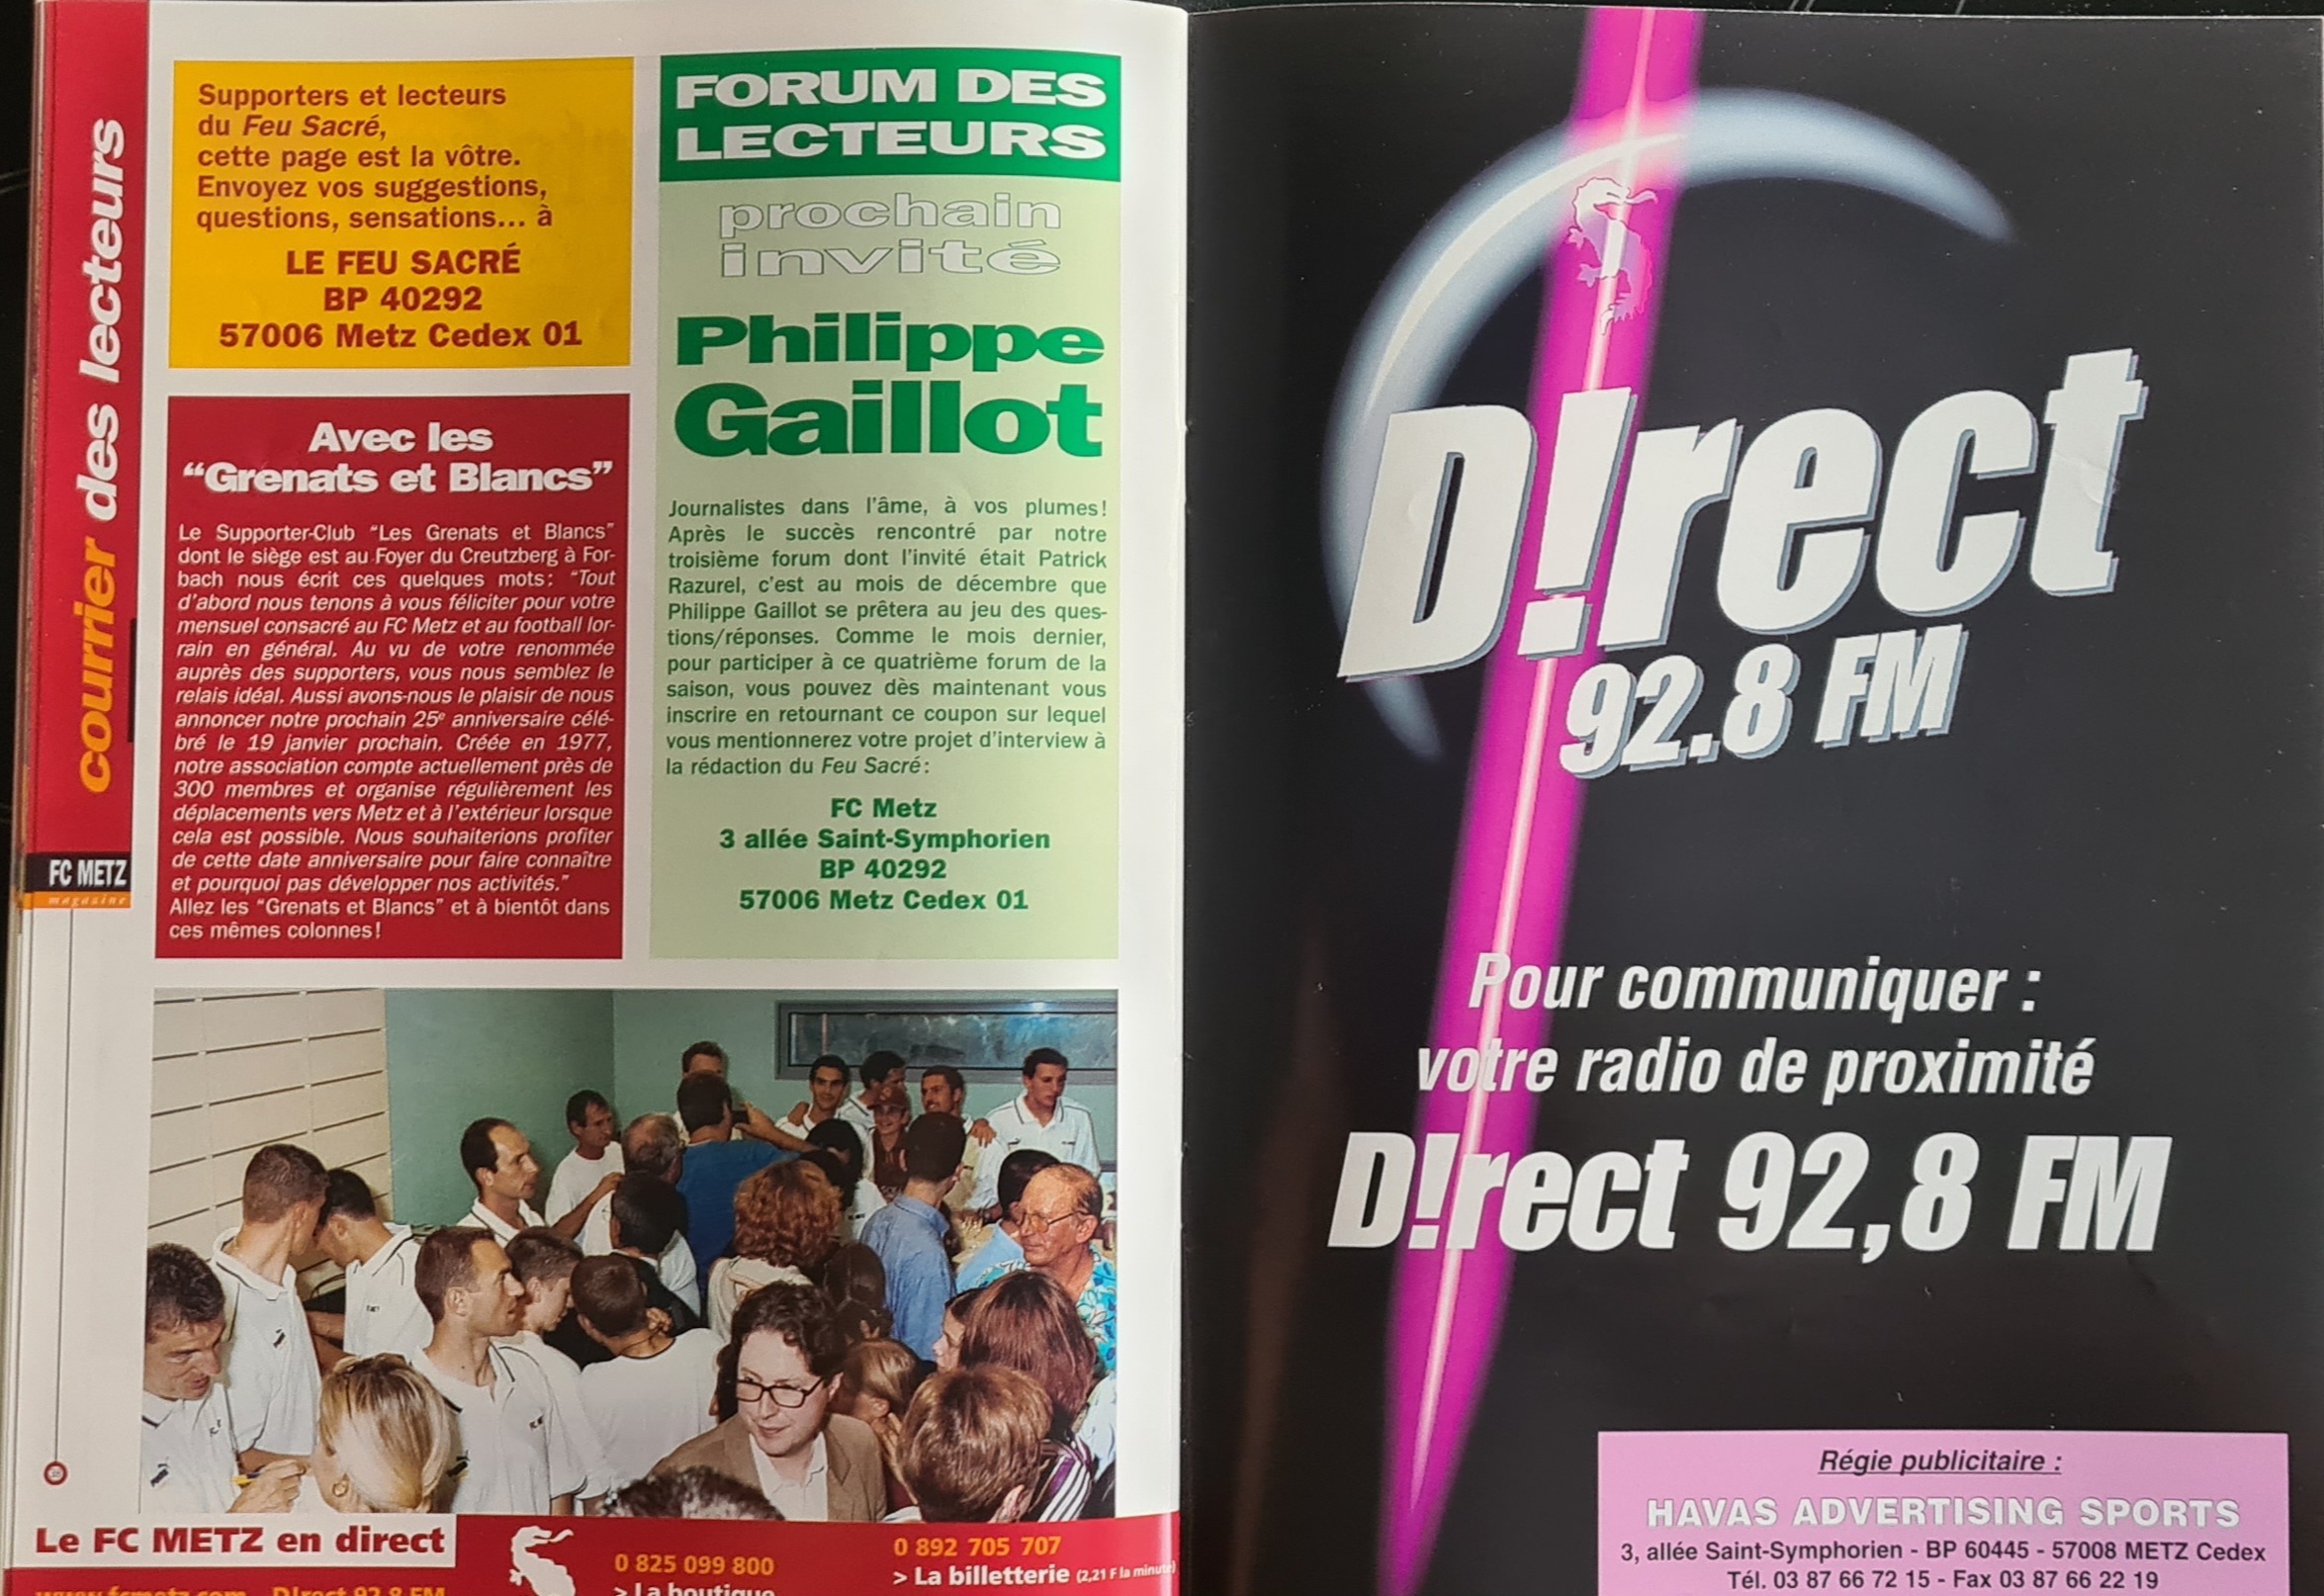 courrier des lecteurs
FC METZ
magazine
Supporters et lecteurs
du Feu Sacré,
cette page est la vôtre.
Envoyez vos suggestions,
questions, sensations... à
LE FEU SACRÉ
BP 40292
57006 Metz Cedex 01
Avec les
“Grenats et Blancs”
Le Supporter-Club “Les Grenats et Blancs”
dont le siège est au Foyer du Creutzberg à For-
bach nous écrit ces quelques mots: “Tout
d'abord nous tenons à vous féliciter pour votre
mensuel consacré au FC Metz et au football lor-
rain en général. Au vu de votre renommée
auprès des supporters, vous nous semblez le
relais idéal. Aussi avons-nous le plaisir de nous
annoncer notre prochain 25e anniversaire célé-
bré le 19 janvier prochain. Créée en 1977,
notre association compte actuellement près de
300 membres et organise régulièrement les
déplacements vers Metz et à l'extérieur lorsque
cela est possible. Nous souhaiterions profiter
de cette date anniversaire pour faire connaître
et pourquoi pas développer nos activités.”
Allez les “Grenats et Blancs” et à bientôt dans
ces mêmes colonnes!
FORUM DES
LECTEURS
prochain
invité
Philippe
Gaillot
Journalistes dans l'âme, à vos plumes!
Après le succès rencontré par notre
troisième forum dont l'invité était Patrick
Razurel, c'est au mois de décembre que
Philippe Gaillot se prêtera au jeu des ques-
tions/réponses. Comme le mois dernier,
pour participer à ce quatrième forum de la
saison, vous pouvez dès maintenant vous
inscrire en retournant ce coupon sur lequel
vous mentionnerez votre projet d'interview à
la rédaction du Feu Sacré:
FC Metz
3 allée Saint-Symphorien
BP 40292
57006 Metz Cedex 01
Le FC METZ en direct
www.fcmetz.com - D!rect 92.8 FM
0 825 099 800
> La boutique
0 892 705 707
> La billetterie (2,21 F la minute)
D!rect
92.8 FM
Pour communiquer :
votre radio de proximité
D!rect 92,8 FM
Régie publicitaire :
HAVAS ADVERTISING SPORTS
3, allée Saint-Symphorien - BP 60445 - 57008 METZ Cedex
Tél. 03 87 66 72 15 - Fax 03 87 66 22 19